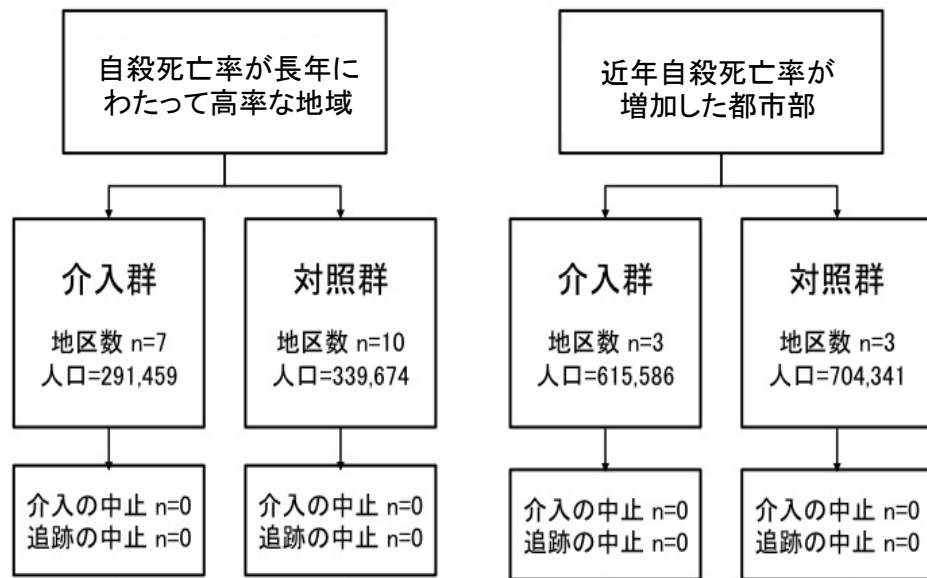 自殺死亡率が長年に
わたって高率な地域
介入群
地区数 n=7
人口=291,459
対照群
地区数 n=10
人口=339,674
介入の中止 n=0
追跡の中止 n=0
介入の中止 n=0
追跡の中止 n=0
近年自殺死亡率が
増加した都市部
介入群
地区数 n=3
人口=615,586
対照群
地区数 n=3
人口=704,341
介入の中止 n=0
追跡の中止 n=0
介入の中止 n=0
追跡の中止 n=0